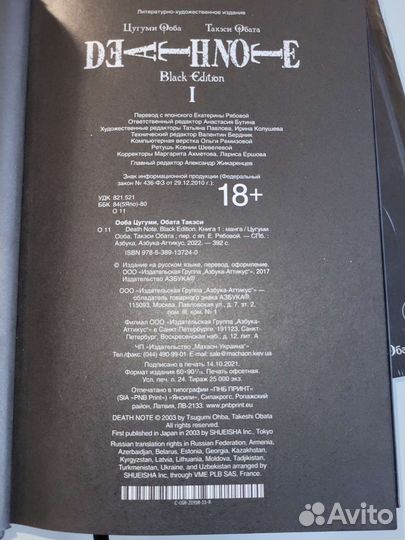 Литературно-художественное издание
Цугуми Ооба Такэси Обата
DEATH NOTE
Black Edition
I
Перевод с японского Екатерины Рябовой
Ответственный редактор Анастасия Бутина
Художественные редакторы Татьяна Павлова, Ирина Колушева
Технический редактор Валентин Бердник
Компьютерная верстка Ольги Ремизовой
Ретушь Ксении Шевелевой
Корректоры Маргарита Ахметова, Лариса Ершова
Главный редактор Александр Жикаренцев
Знак информационной продукции (Федеральный
закон № 436-ФЗ от 29.12.2010 г.):
18+
УДК 821.521
ББК 84(5Япо)-80
О 11
Ооба Цугуми, Обата Такэси
О 11 Death Note. Black Edition. Книга 1 : манга / Цугуми
Ооба, Такэси Обата ; пер. с яп. Е. Рябовой. — СПб. :
Азбука, Азбука-Аттикус, 2022. — 392 с.
ISBN 978-5-389-13724-0
© Издание на русском языке, перевод, оформление.
ООО «Издательская Группа „Азбука-Аттикус“, 2017
Издательство АЗБУКА®
ООО «Издательская Группа „Азбука-Аттикус“ —
обладатель товарного знака АЗБУКА®
115093, Москва, Павловская ул., д. 7, эт. 2,
пом. III, ком. № 1
Филиал ООО «Издательская Группа „Азбука-
Аттикус“ в Санкт-Петербурге. 191123, Санкт-
Петербург, Воскресенская наб., д. 12, лит. А
ЧП «Издательство „Махаон-Украина“
Тел./факс: (044) 490-99-01 E-mail: sale@machaon.kiev.ua
Подписано в печать 14.10.2021.
Формат издания 60×90 1/16. Печать офсетная.
Усл. печ. л. 24. Тираж 25 000 экз.
Отпечатано в типографии «ПНБ ПРИНТ»
(SIA «PNB Print») «Янсили», Силакрогс, Ропажский
район, Латвия, ЛВ-2133. www.pnbprint.eu
DEATH NOTE © 2003 by Tsugumi Ohba, Takeshi Obata
All rights reserved.
First published in Japan in 2003 by SHUEISHA Inc., Tokyo
Russian translation rights in Russian Federation, Armenia,
Azerbaidjan, Belarus, Estonia, Georgia, Kazakhstan,
Kyrgyzstan, Latvia, Lithuania, Moldova, Tadjikistan,
Turkmenistan, Ukraine, and Uzbekistan arranged by
SHUEISHA Inc. through VME PLB SAS, France.
Avito